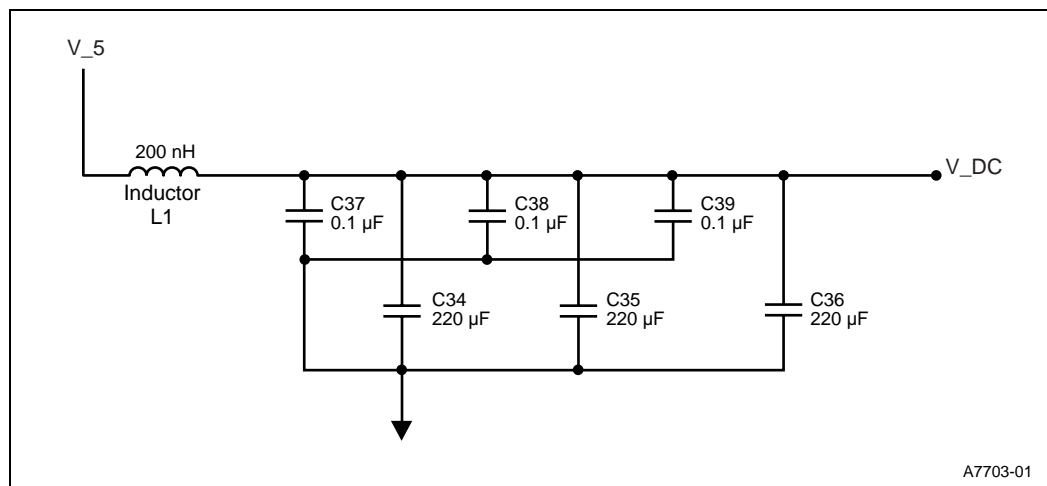 V_5
200 nH
Inductor
L1
V_DC
C37
0.1 µF
C38
0.1 µF
C39
0.1 µF
C34
220 µF
C35
220 µF
C36
220 µF
A7703-01